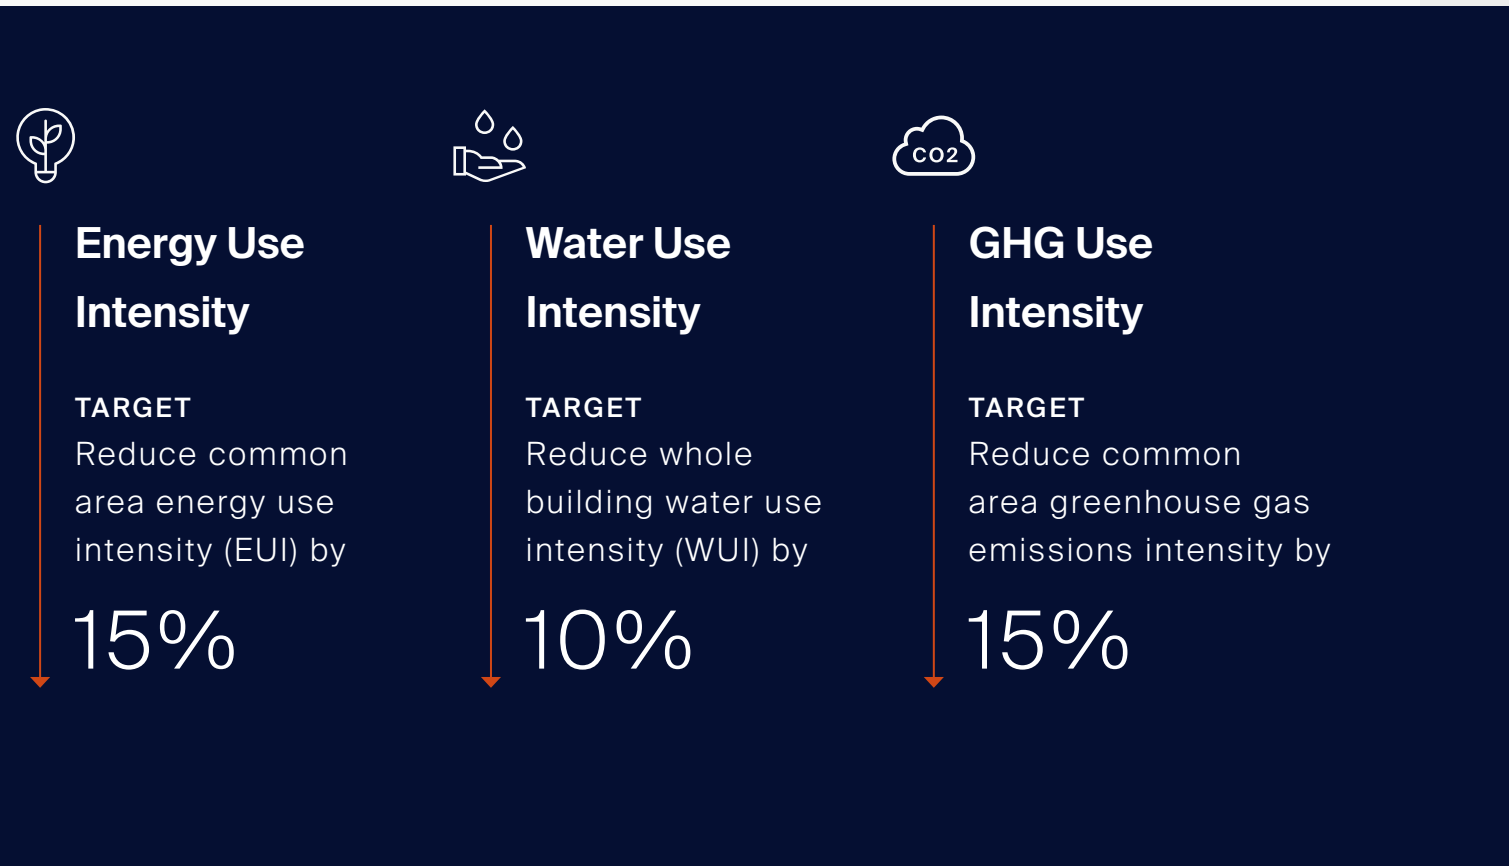 CO2
Energy Use
Intensity
TARGET
Reduce common
area energy use
intensity (EUI) by
15%
Water Use
Intensity
TARGET
Reduce whole
building water use
intensity (WUI) by
10%
GHG Use
Intensity
TARGET
Reduce common
area greenhouse gas
emissions intensity by
15%